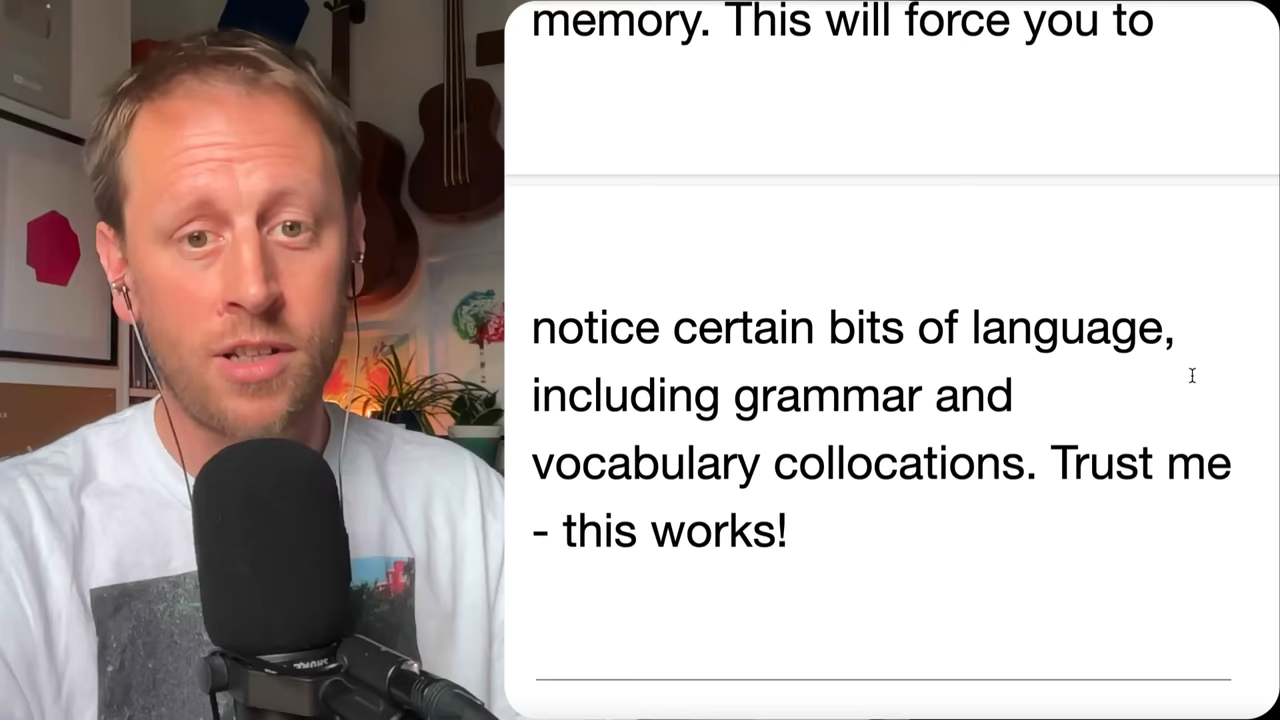 memory. This will force you to
notice certain bits of language,
including grammar and
vocabulary collocations. Trust me
- this works!